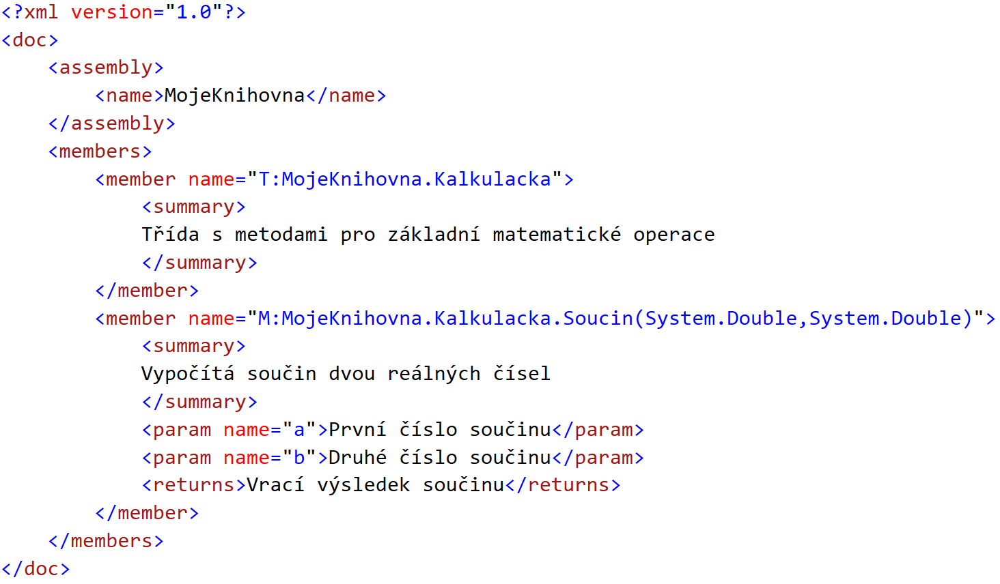 <?xml version="1.0"?>
<doc>
    <assembly>
        <name>MojeKnihovna</name>
    </assembly>
    <members>
        <member name="T:MojeKnihovna.Kalkulacka">
            <summary>
            Třída s metodami pro základní matematické operace
            </summary>
        </member>
        <member name="M:MojeKnihovna.Kalkulacka.Soucin(System.Double,System.Double)">
            <summary>
            Vypočítá součin dvou reálných čísel
            </summary>
            <param name="a">První číslo součinu</param>
            <param name="b">Druhé číslo součinu</param>
            <returns>Vrací výsledek součinu</returns>
        </member>
    </members>
</doc>